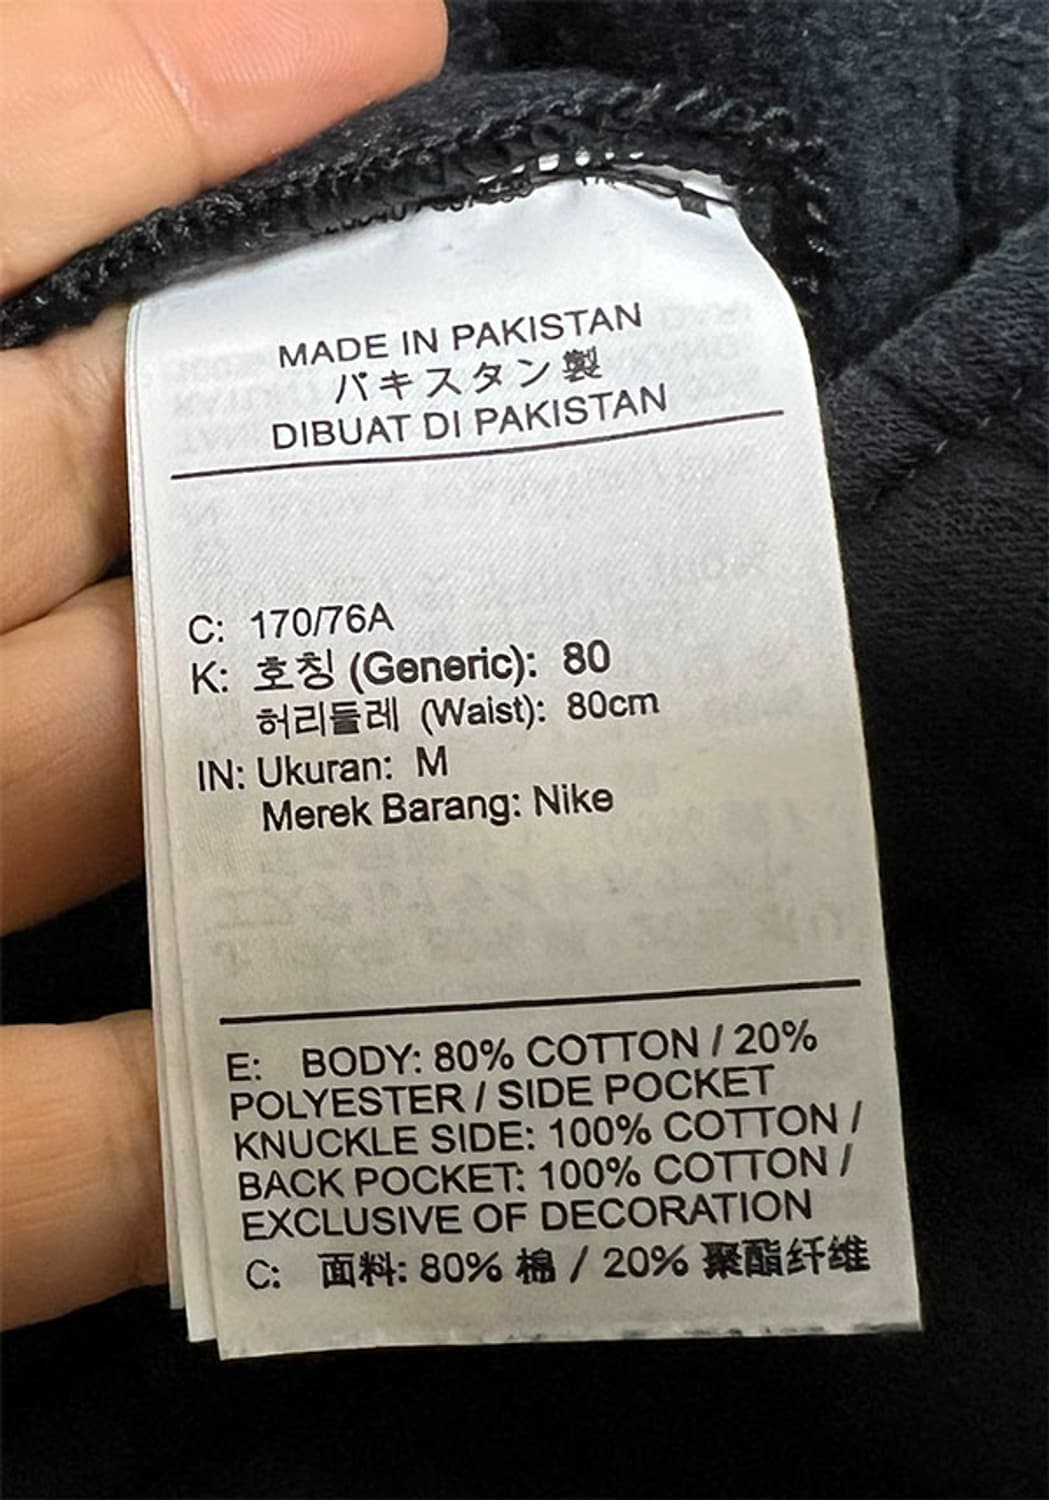 MADE IN PAKISTAN
パキスタン製
DIBUAT DI PAKISTAN
C: 170/76A
K: 호칭 (Generic): 80
허리둘레 (Waist): 80cm
IN: Ukuran: M
Merek Barang: Nike
E: BODY: 80% COTTON / 20%
POLYESTER / SIDE POCKET
KNUCKLE SIDE: 100% COTTON /
BACK POCKET: 100% COTTON /
EXCLUSIVE OF DECORATION
C: 面料: 80% 棉 / 20% 聚酯纤维